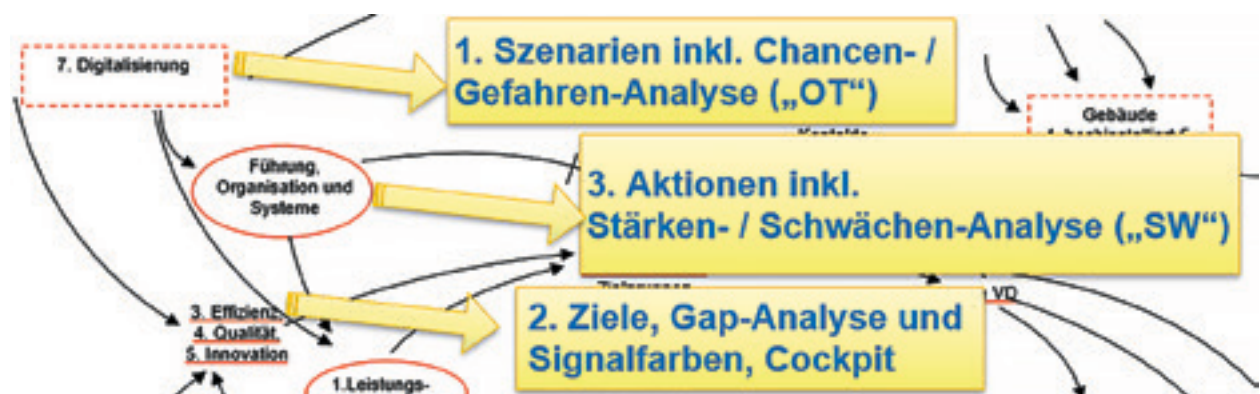 7. Digitalisierung
1. Szenarien inkl. Chancen- /
Gefahren-Analyse („OT“)
Gebäude
Führung,
Organisation und
Systeme
3. Aktionen inkl.
Stärken- / Schwächen-Analyse („SW“)
VD
3. Effizienz,
4. Qualität,
5. Innovation
2. Ziele, Gap-Analyse und
Signalfarben, Cockpit
1.Leistungs-